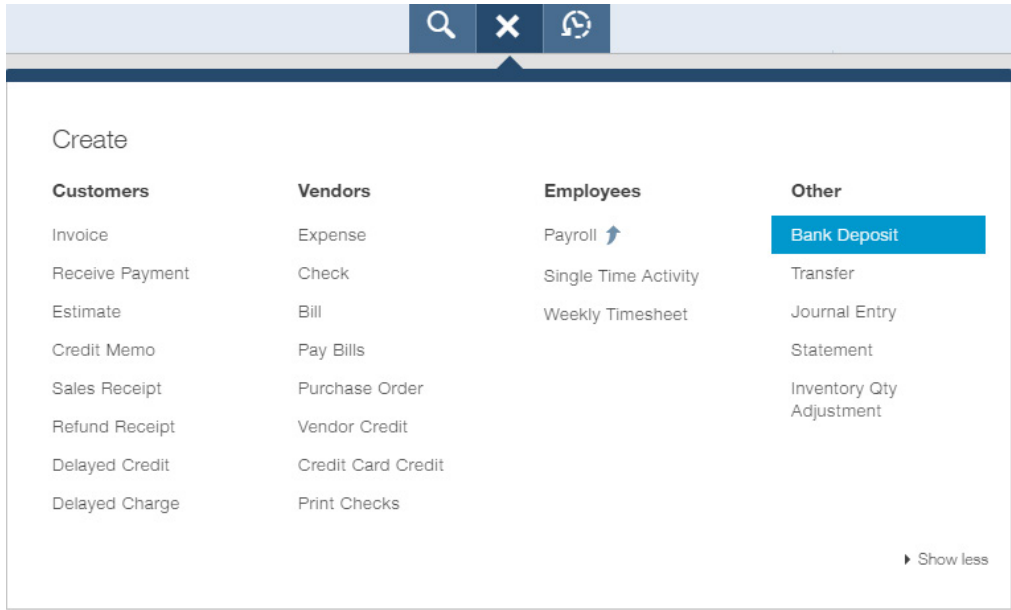 Create
Customers
Invoice
Receive Payment
Estimate
Credit Memo
Sales Receipt
Refund Receipt
Delayed Credit
Delayed Charge
Vendors
Expense
Check
Bill
Pay Bills
Purchase Order
Vendor Credit
Credit Card Credit
Print Checks
Employees
Payroll
Single Time Activity
Weekly Timesheet
Other
Bank Deposit
Transfer
Journal Entry
Statement
Inventory Qty
Adjustment
Show less